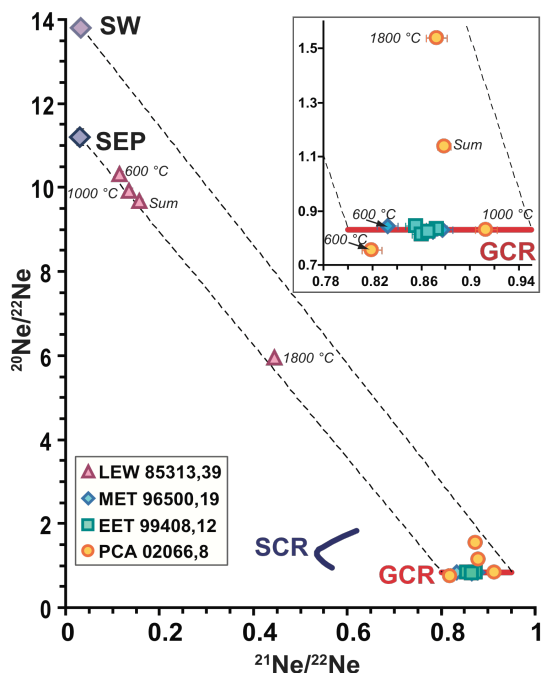 14
12
10
8
6
4
2
0
²⁰Ne/²²Ne
SW
SEP
600 °C
1000 °C
Sum
1800 °C
1.5
1.3
1.1
0.9
0.7
1800 °C
Sum
600 °C
1000 °C
600 °C
GCR
0.78
0.82
0.86
0.9
0.94
LEW 85313,39
MET 96500,19
EET 99408,12
PCA 02066,8
SCR
GCR
0
0.2
0.4
0.6
0.8
1
²¹Ne/²²Ne